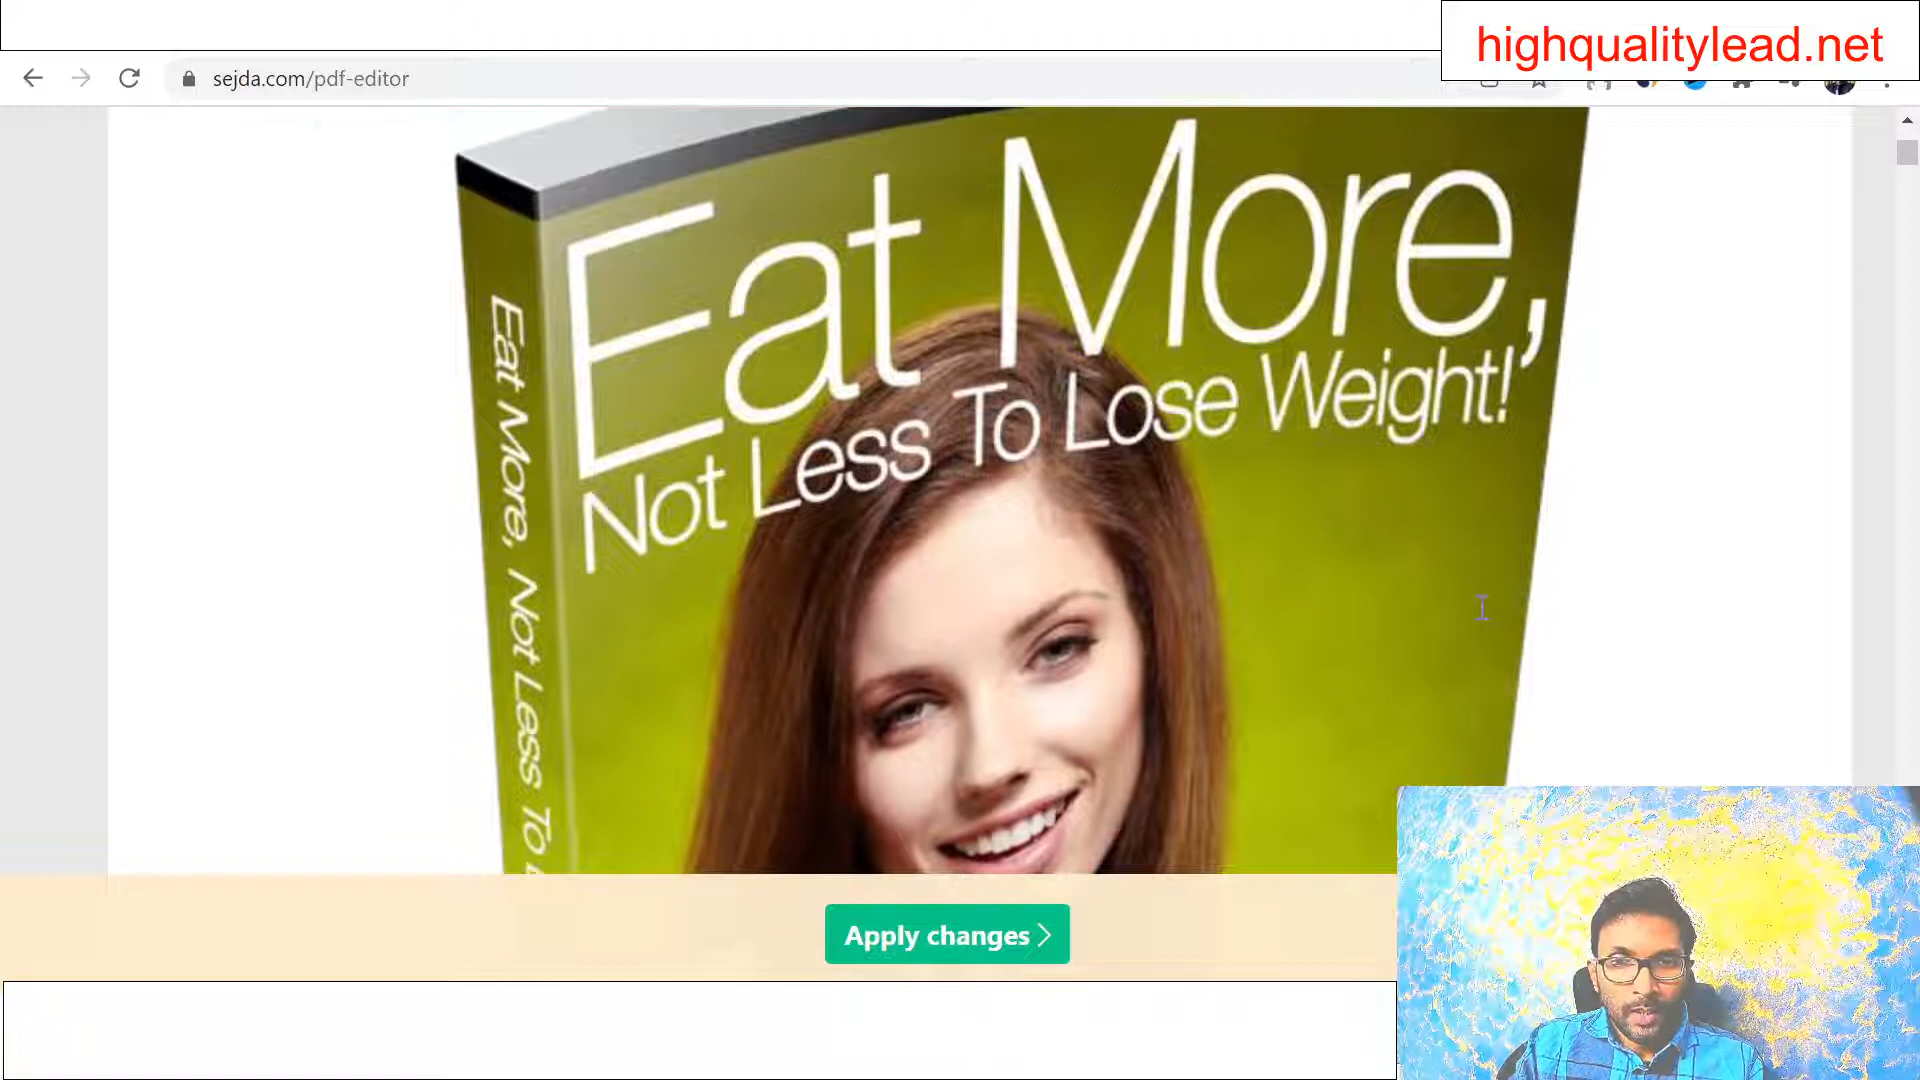 highqualitylead.net
sejda.com/pdf-editor
Eat More,
Not Less To Lose Weight!
Eat More, Not Less To
Apply changes